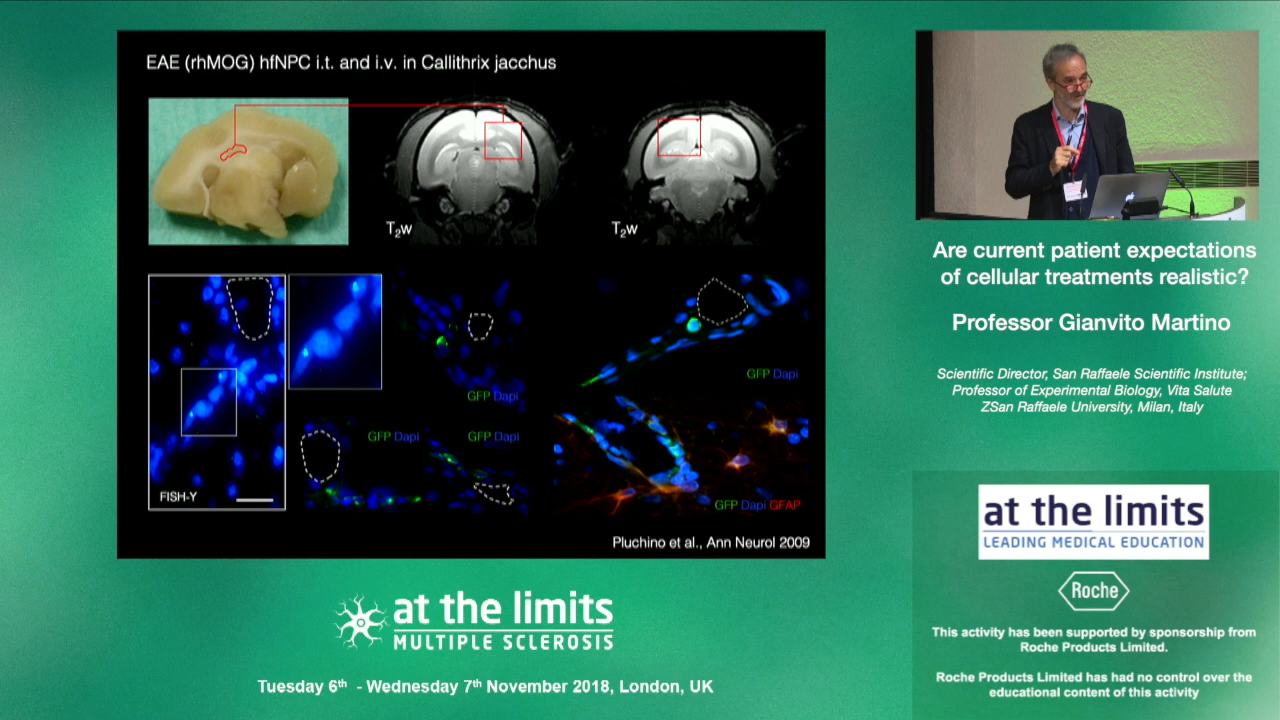 EAE (rhMOG) hfNPC i.t. and i.v. in Callithrix jacchus
T2w
T2w
GFP Dapi
GFP Dapi
GFP Dapi
GFP Dapi
FISH-Y
GFP Dapi GFAP
Pluchino et al., Ann Neurol 2009
Are current patient expectations
of cellular treatments realistic?
Professor Gianvito Martino
Scientific Director, San Raffaele Scientific Institute;
Professor of Experimental Biology, Vita Salute
ZSan Raffaele University, Milan, Italy
at the limits
LEADING MEDICAL EDUCATION
Roche
This activity has been supported by sponsorship from
Roche Products Limited.
Roche Products Limited has had no control over the
educational content of this activity
at the limits
MULTIPLE SCLEROSIS
Tuesday 6th - Wednesday 7th November 2018, London, UK